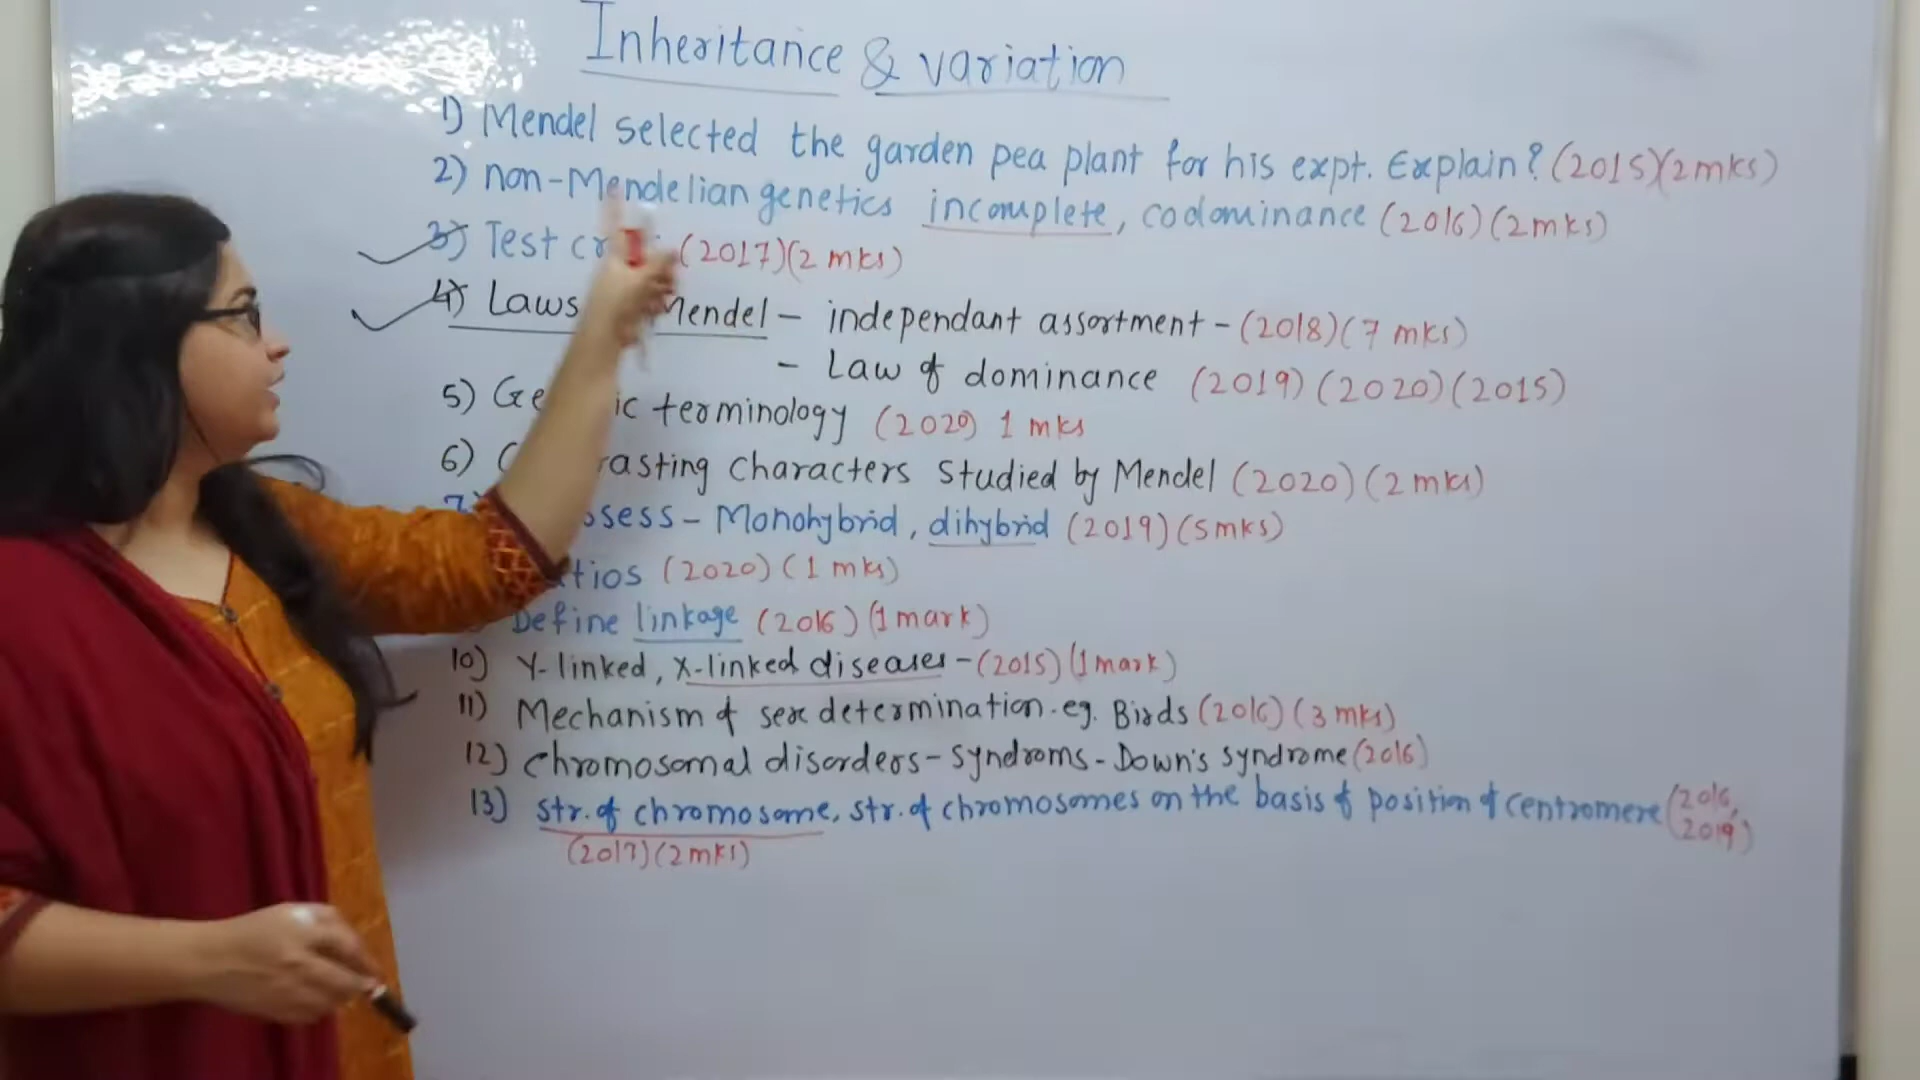 Inheritance & variation
1) Mendel selected the garden pea plant for his expt. Explain? (2015)(2mks)
2) non-Mendelian genetics incomplete, codominance (2016)(2mks)
3) Test (2017)(2 mks)
4) Laws Mendel - independant assortment - (2018)(7 mks)
- Law of dominance (2019)(2020)(2015)
5) terminology (2020) 1 mks
6) characters studied by Mendel (2020)(2 mks)
- Monohybrid, dihybrid (2019)(5mks)
(2020)(1 mks)
Define linkage (2016)(1 mark)
10) Y-linked, X-linked diseases - (2015)(1 mark)
11) Mechanism of sex determination. eg. Birds (2016)(3 mks)
12) chromosomal disorders - syndroms - Down's syndrome (2016)
13) str. of chromosome, str. of chromosomes on the basis of position of centromere (2016, 2019)
(2017)(2mks)